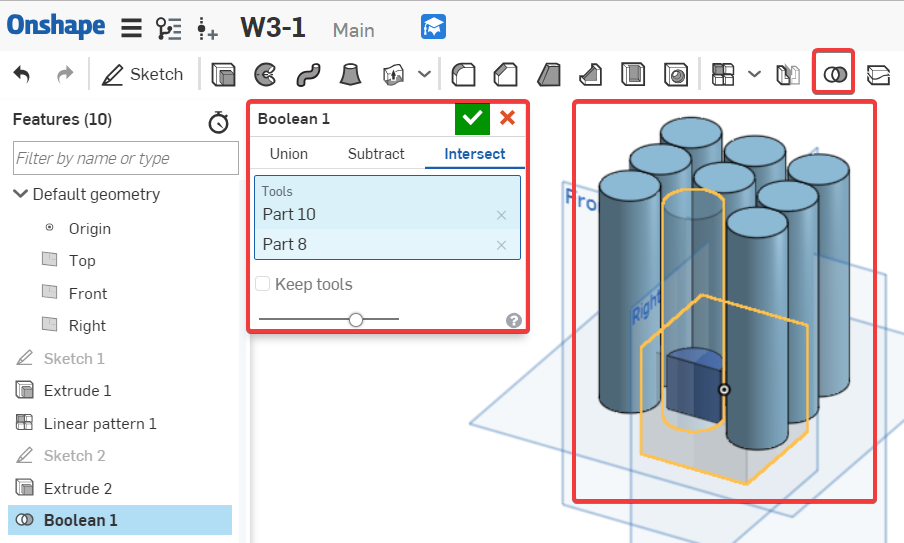 Onshape W3-1 Main
Sketch
Features (10)
Filter by name or type
Default geometry
Origin
Top
Front
Right
Sketch 1
Extrude 1
Linear pattern 1
Sketch 2
Extrude 2
Boolean 1
Boolean 1
Union Subtract Intersect
Tools
Part 10
Part 8
Keep tools
?
Fro
Right